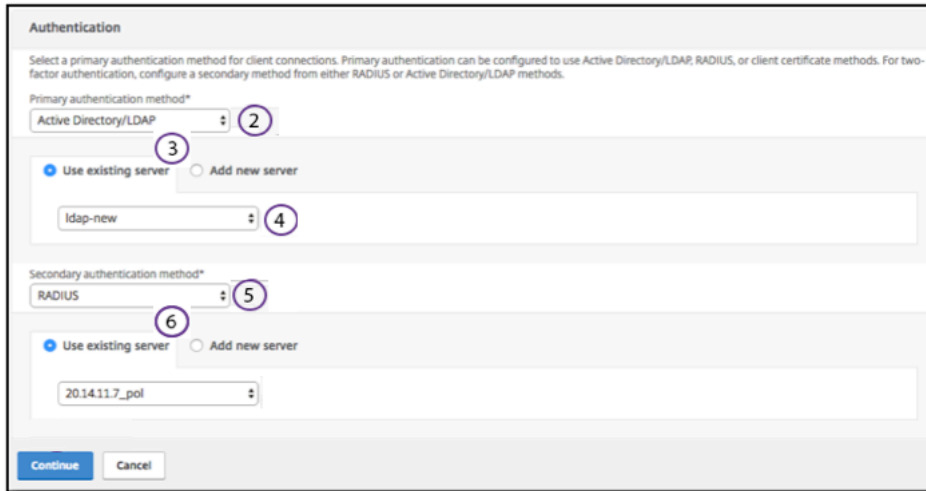 Authentication
Select a primary authentication method for client connections. Primary authentication can be configured to use Active Directory/LDAP, RADIUS, or client certificate methods. For two-
factor authentication, configure a secondary method from either RADIUS or Active Directory/LDAP methods.
Primary authentication method*
Active Directory/LDAP 2
3
Use existing server Add new server
ldap-new 4
Secondary authentication method*
RADIUS 5
6
Use existing server Add new server
20.14.11.7_pol
Continue Cancel